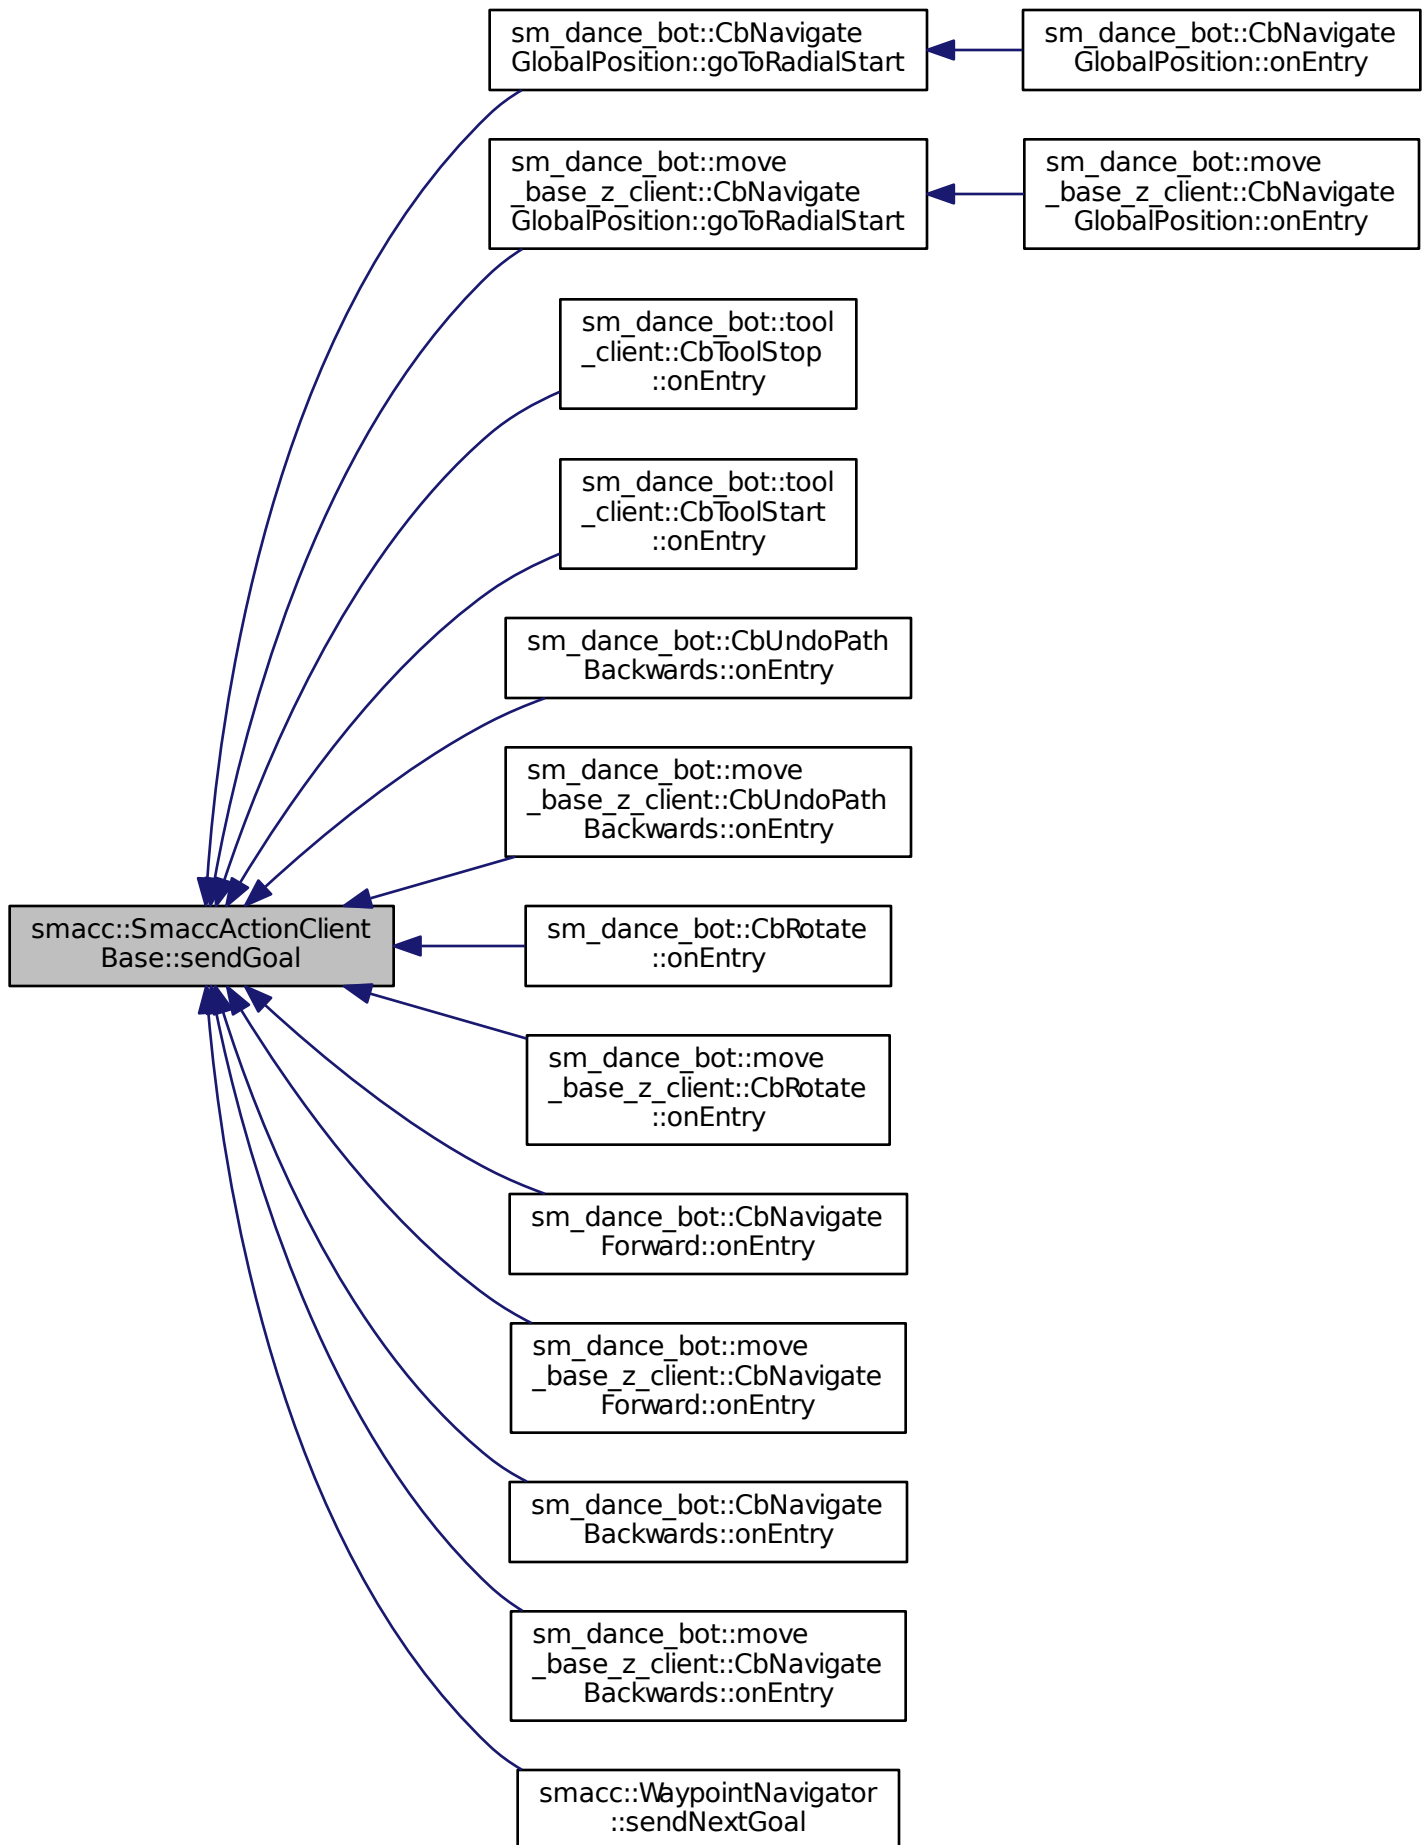 sm_dance_bot::CbNavigate
GlobalPosition::goToRadialStart
sm_dance_bot::CbNavigate
GlobalPosition::onEntry
sm_dance_bot::move
_base_z_client::CbNavigate
GlobalPosition::goToRadialStart
sm_dance_bot::move
_base_z_client::CbNavigate
GlobalPosition::onEntry
sm_dance_bot::tool
_client::CbToolStop
::onEntry
sm_dance_bot::tool
_client::CbToolStart
::onEntry
sm_dance_bot::CbUndoPath
Backwards::onEntry
sm_dance_bot::move
_base_z_client::CbUndoPath
Backwards::onEntry
smacc::SmaccActionClient
Base::sendGoal
sm_dance_bot::CbRotate
::onEntry
sm_dance_bot::move
_base_z_client::CbRotate
::onEntry
sm_dance_bot::CbNavigate
Forward::onEntry
sm_dance_bot::move
_base_z_client::CbNavigate
Forward::onEntry
sm_dance_bot::CbNavigate
Backwards::onEntry
sm_dance_bot::move
_base_z_client::CbNavigate
Backwards::onEntry
smacc::WaypointNavigator
::sendNextGoal